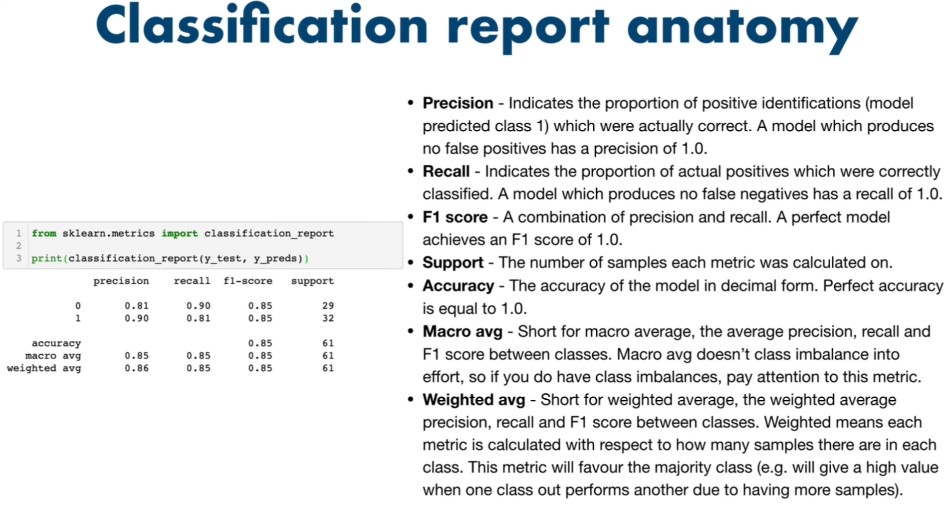 Classification report anatomy
1 from sklearn.metrics import classification_report
2
3 print(classification_report(y_test, y_preds))
precision recall f1-score support
0 0.81 0.90 0.85 29
1 0.90 0.81 0.85 32
accuracy 0.85 61
macro avg 0.85 0.85 0.85 61
weighted avg 0.86 0.85 0.85 61
• Precision - Indicates the proportion of positive identifications (model
predicted class 1) which were actually correct. A model which produces
no false positives has a precision of 1.0.
• Recall - Indicates the proportion of actual positives which were correctly
classified. A model which produces no false negatives has a recall of 1.0.
• F1 score - A combination of precision and recall. A perfect model
achieves an F1 score of 1.0.
• Support - The number of samples each metric was calculated on.
• Accuracy - The accuracy of the model in decimal form. Perfect accuracy
is equal to 1.0.
• Macro avg - Short for macro average, the average precision, recall and
F1 score between classes. Macro avg doesn’t class imbalance into
effort, so if you do have class imbalances, pay attention to this metric.
• Weighted avg - Short for weighted average, the weighted average
precision, recall and F1 score between classes. Weighted means each
metric is calculated with respect to how many samples there are in each
class. This metric will favour the majority class (e.g. will give a high value
when one class out performs another due to having more samples).